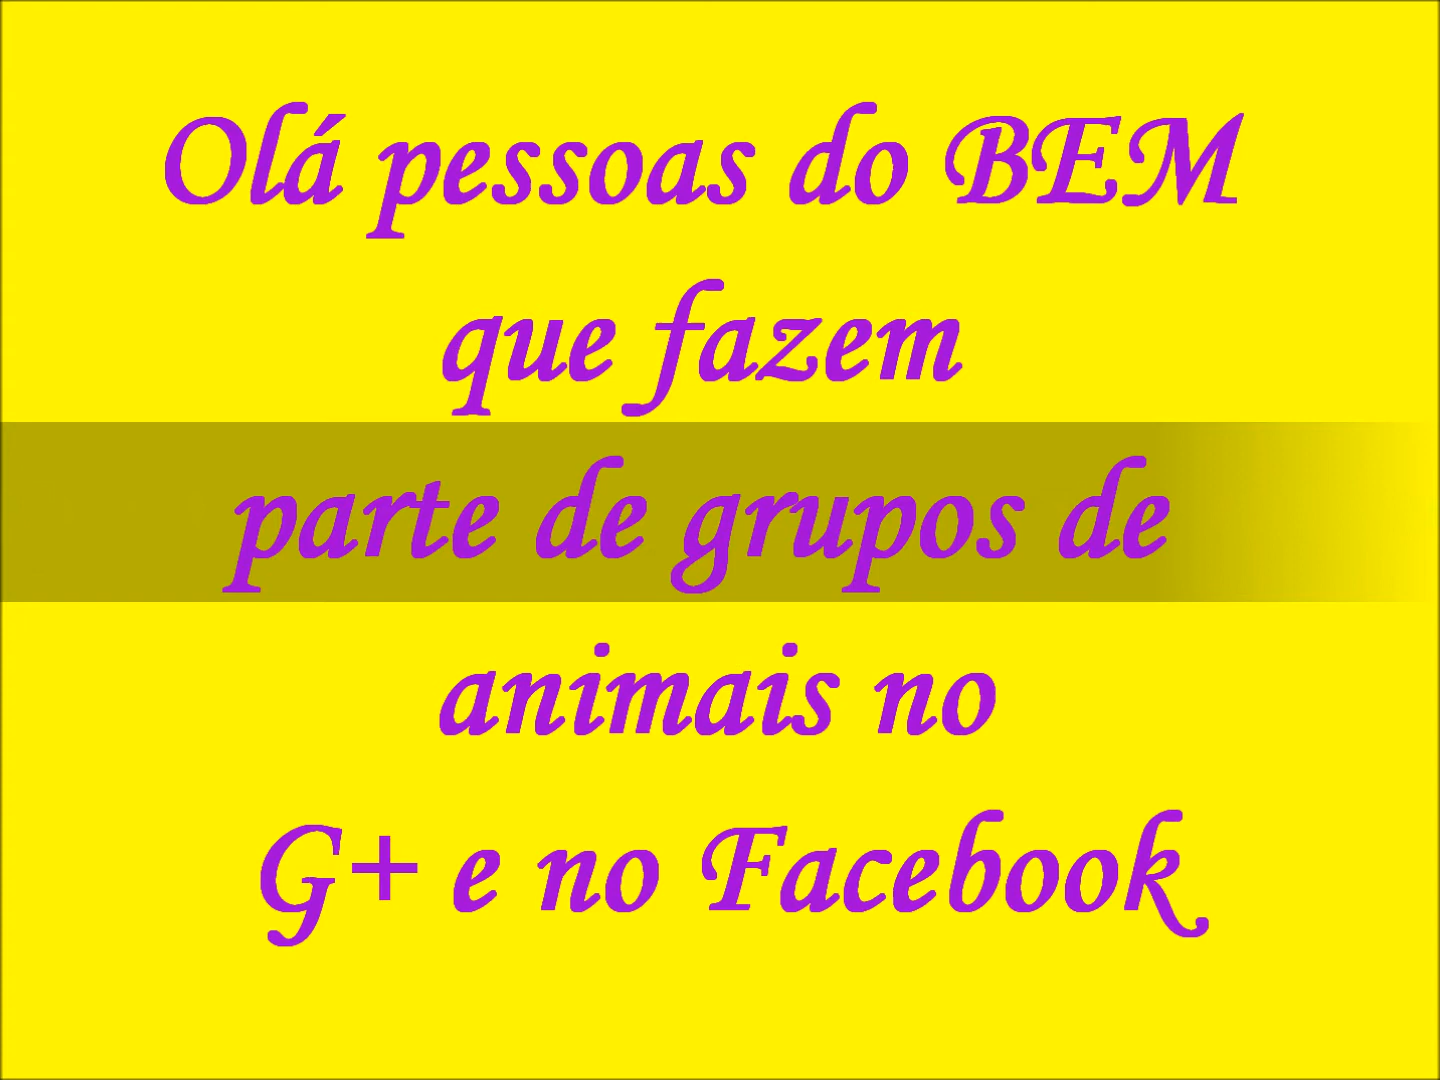 Olá pessoas do BEM
que fazem
parte de grupos de
animais no
G+ e no Facebook